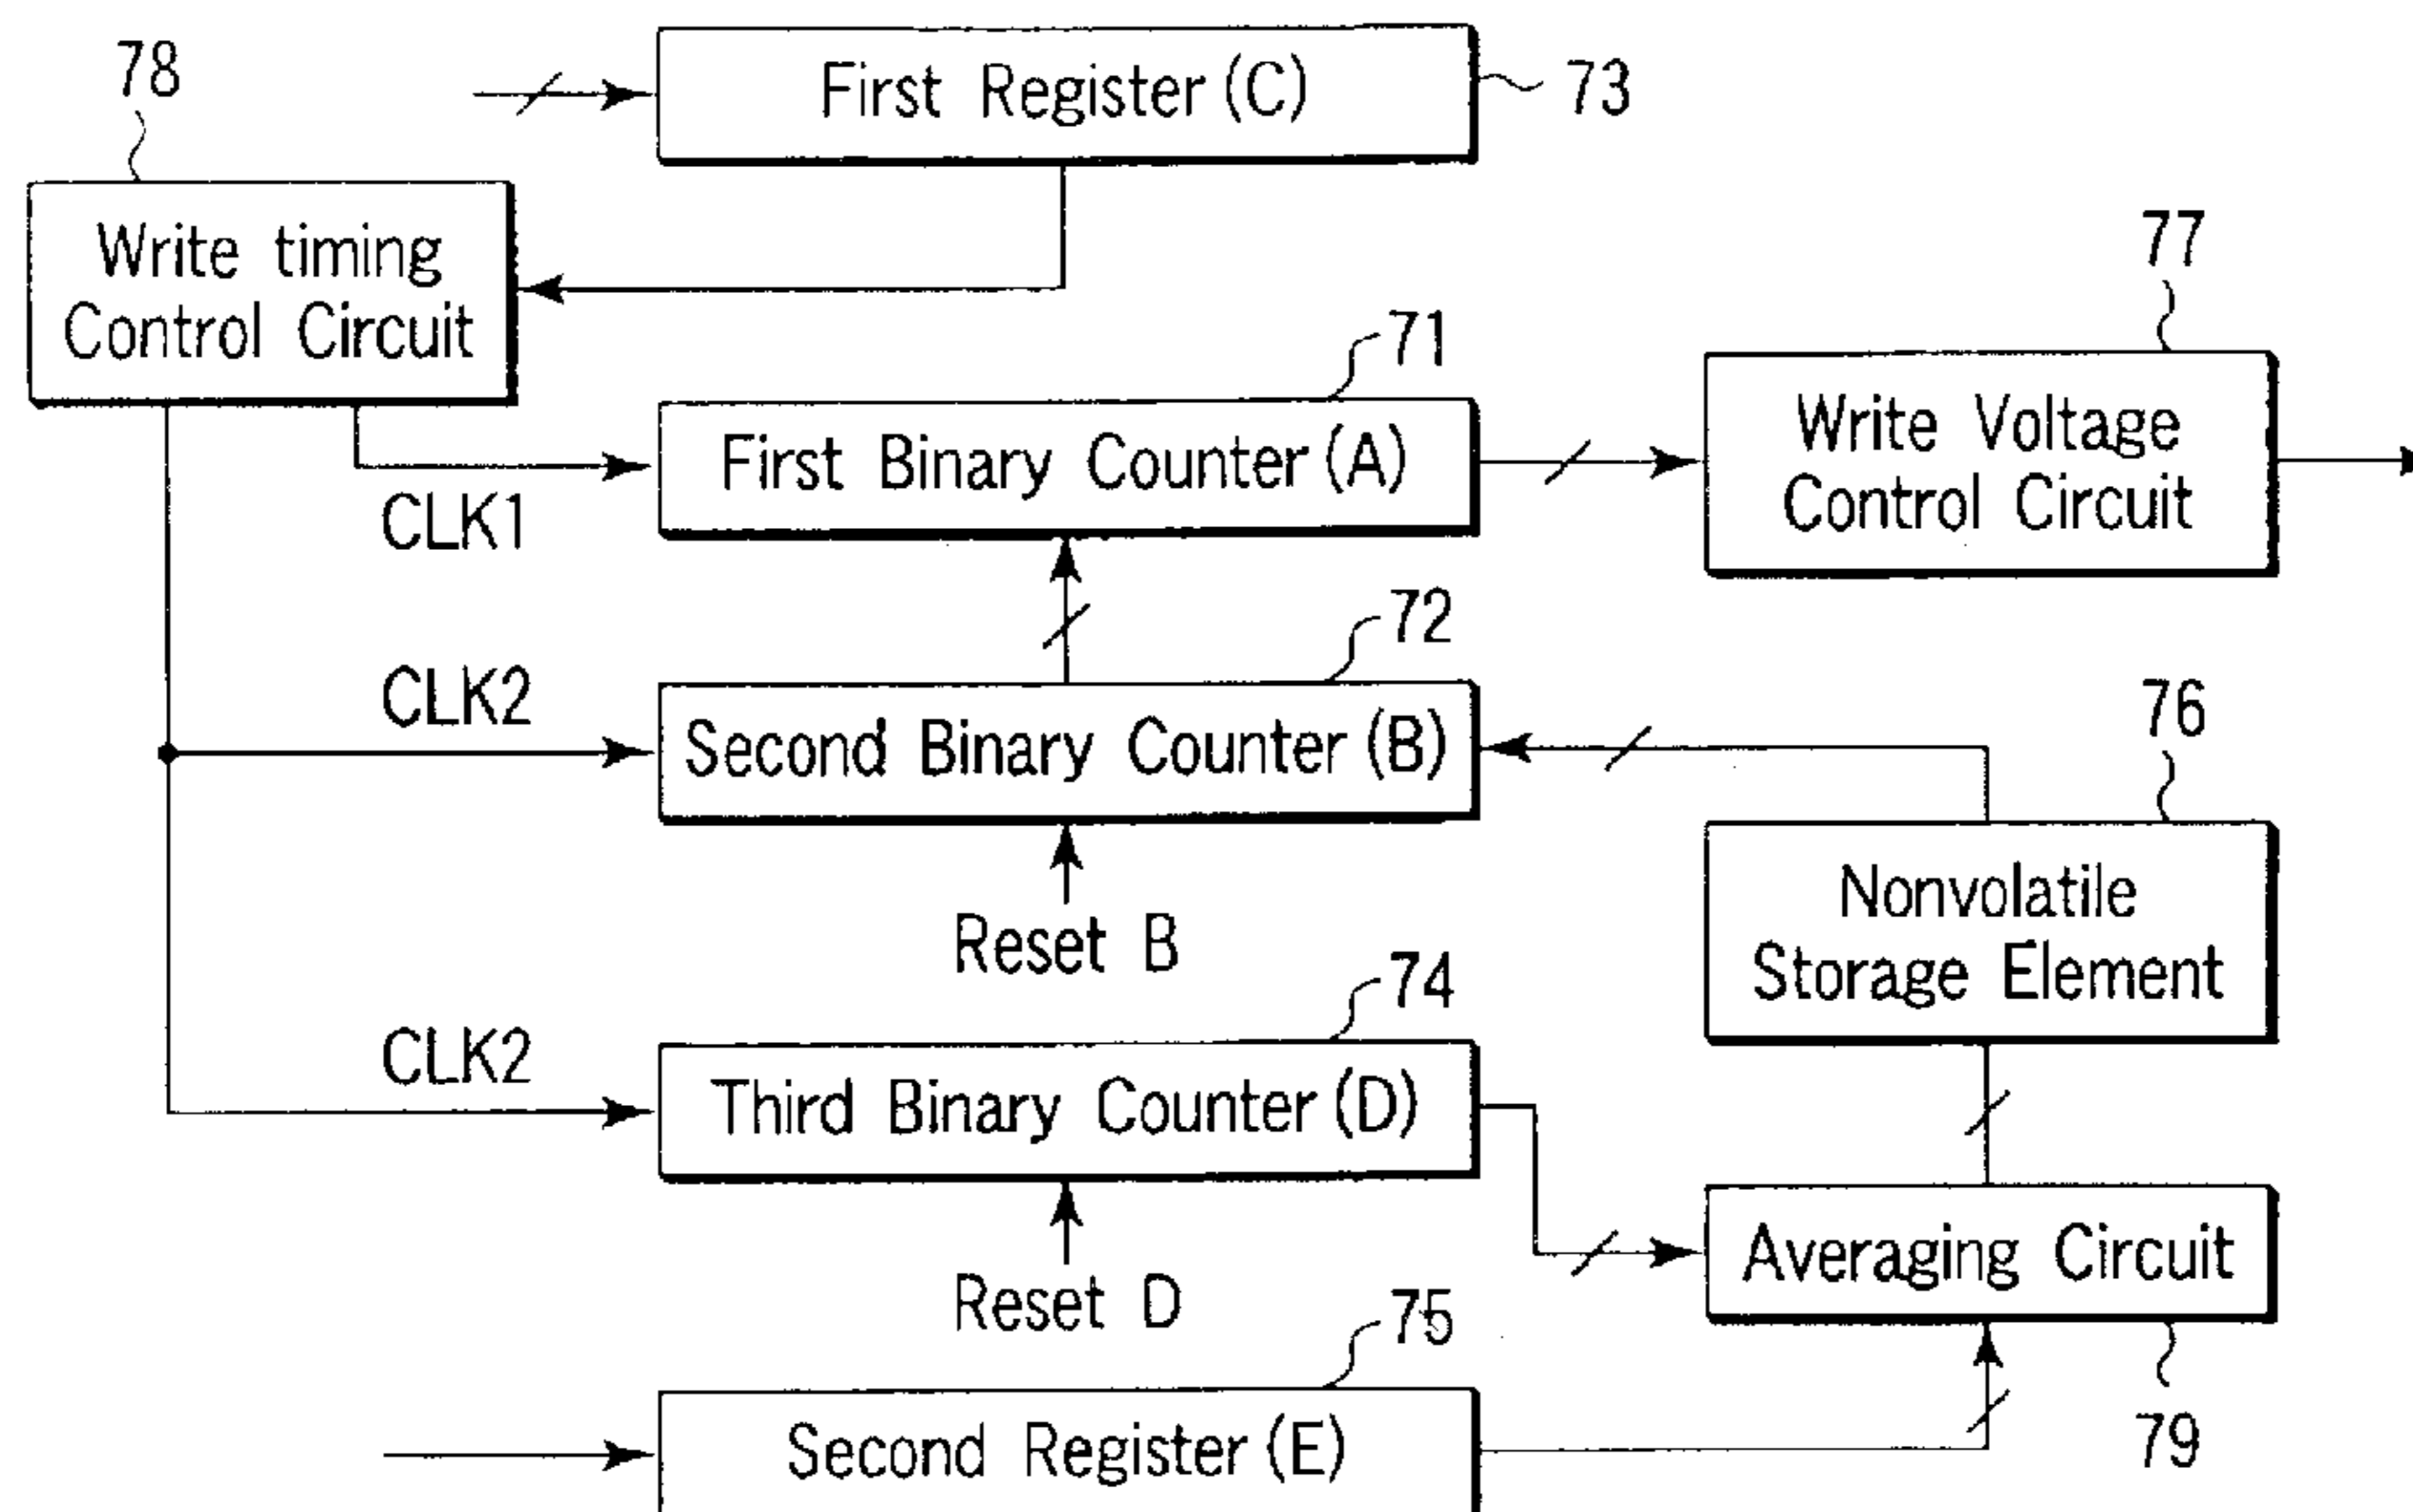 78
First Register (C)
73
Write timing
Control Circuit
77
71
CLK1
First Binary Counter (A)
Write Voltage
Control Circuit
72
CLK2
Second Binary Counter (B)
76
Reset B
Nonvolatile
Storage Element
74
CLK2
Third Binary Counter (D)
Reset D
Averaging Circuit
75
79
Second Register (E)